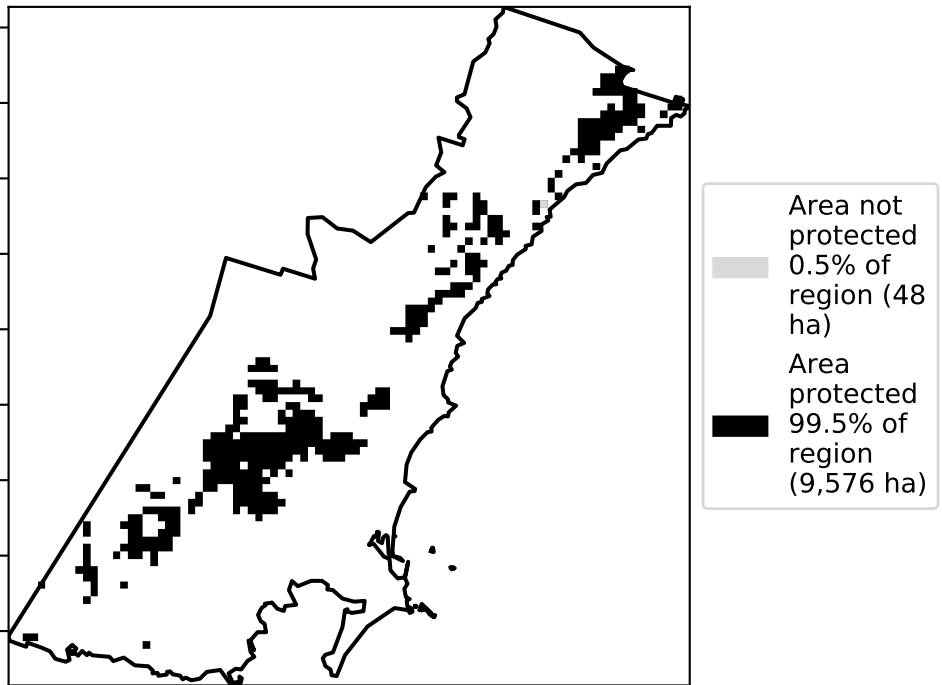 Area not
protected
0.5% of
region (48
ha)
Area
protected
99.5% of
region
(9,576 ha)